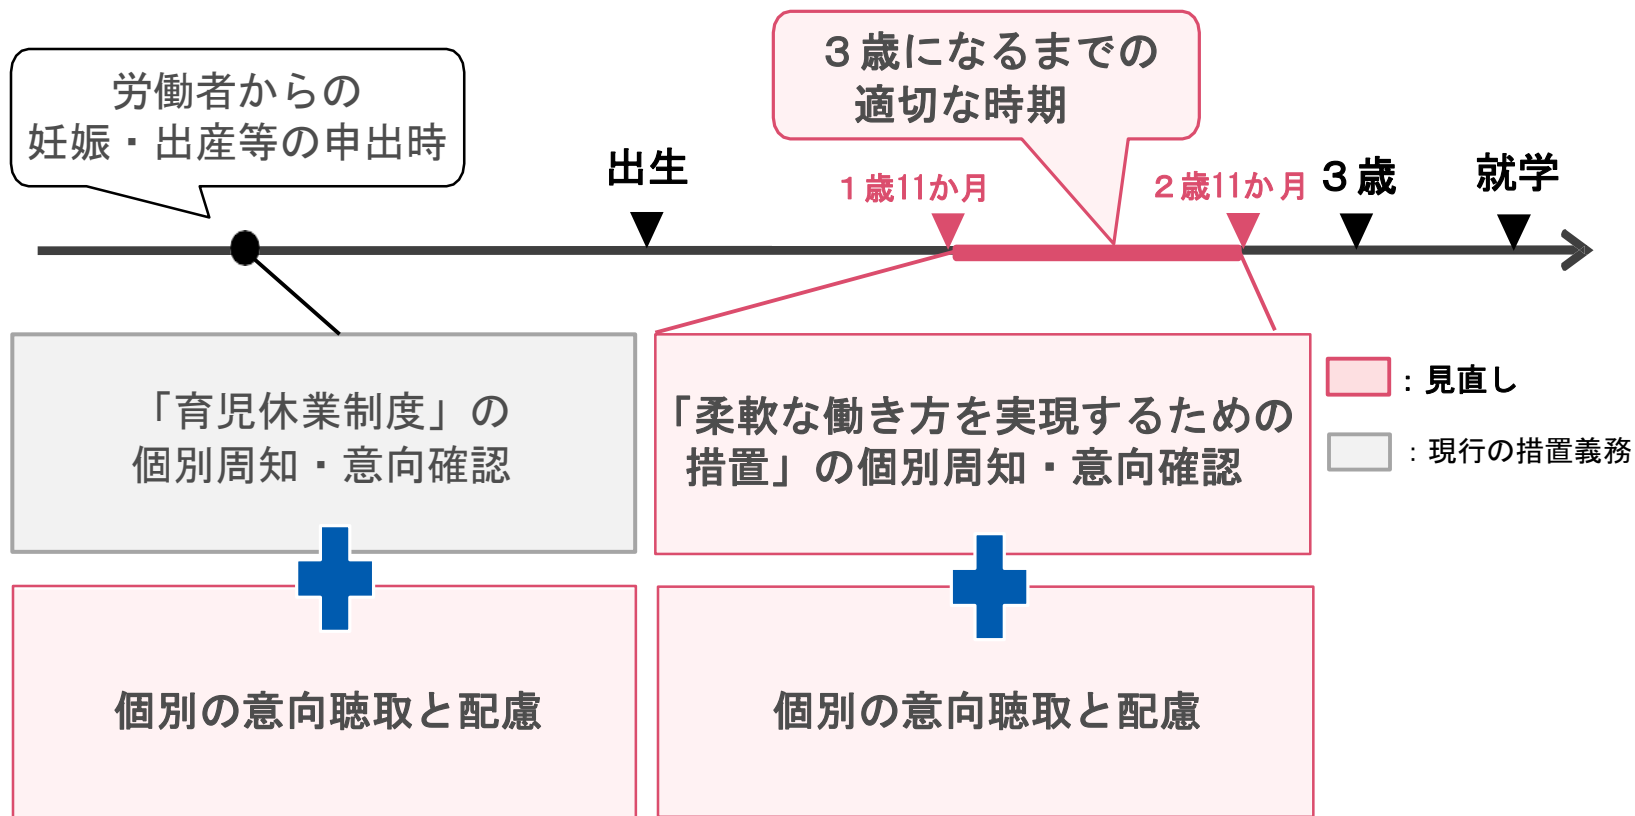 労働者からの
妊娠・出産等の申出時
３歳になるまでの
適切な時期
出生
１歳11か月
２歳11か月
３歳
就学
「育児休業制度」の
個別周知・意向確認
「柔軟な働き方を実現するための
措置」の個別周知・意向確認
：見直し
：現行の措置義務
個別の意向聴取と配慮
個別の意向聴取と配慮